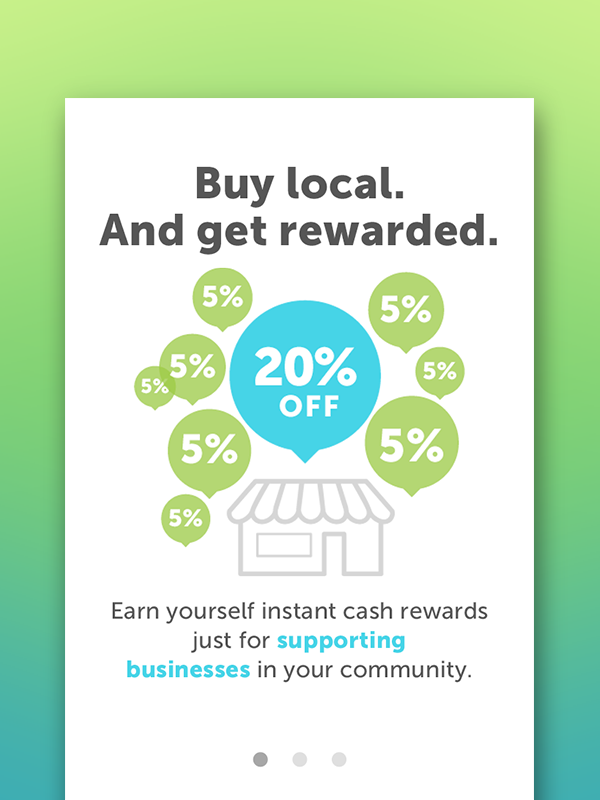 Buy local.
And get rewarded.
5%
5%
5%
20%
OFF
5%
5%
5%
5%
5%
Earn yourself instant cash rewards
just for supporting
businesses in your community.